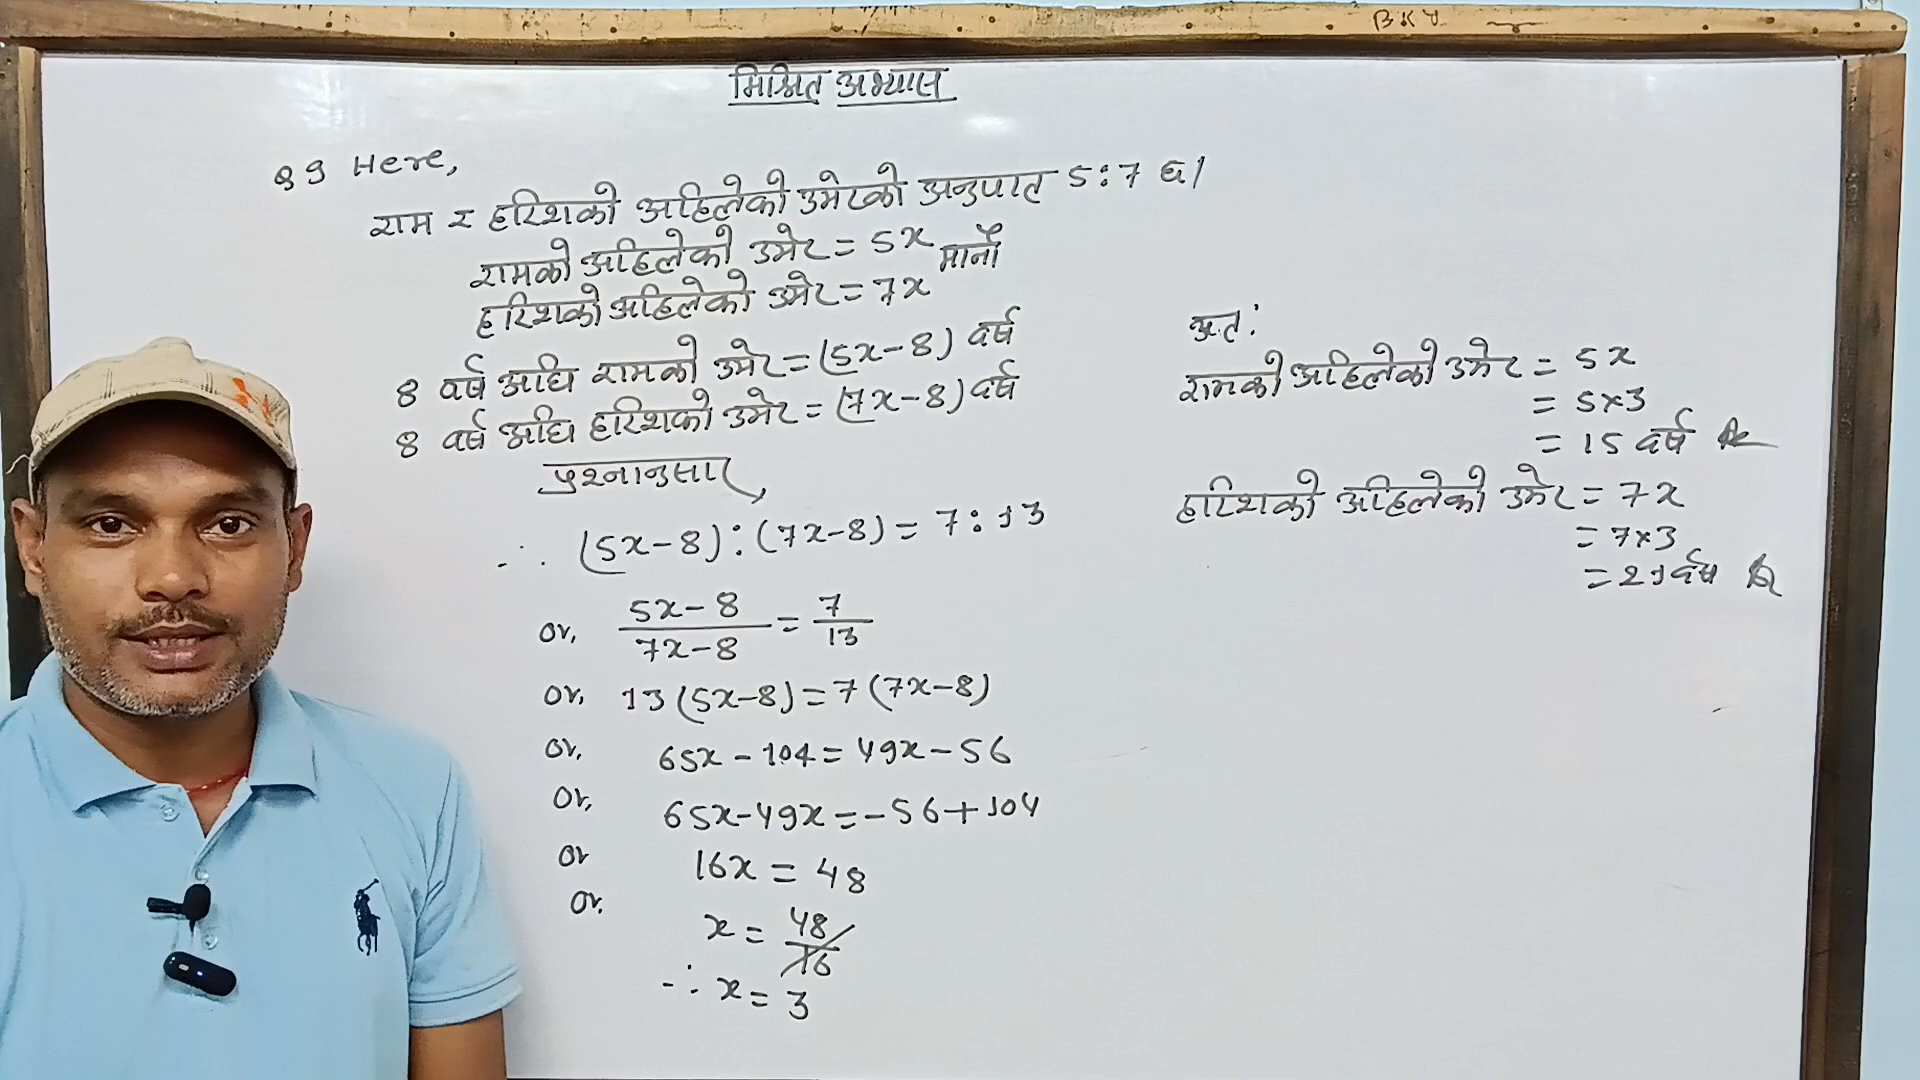 BKY
मिश्रित अभ्यास
Q9 Here,
राम र हरिशको अहिलेको उमेरको अनुपात 5:7 छ।
रामको अहिलेको उमेर = 5x मानौं
हरिशको अहिलेको उमेर = 7x
8 वर्ष अघि रामको उमेर = (5x-8) वर्ष
8 वर्ष अघि हरिशको उमेर = (7x-8) वर्ष
प्रश्नानुसार,
∴ (5x-8):(7x-8) = 7:13
or, 5x-8/7x-8 = 7/13
or, 13(5x-8) = 7(7x-8)
or, 65x - 104 = 49x - 56
or, 65x-49x = -56+104
or 16x = 48
or. x = 48/16
∴ x = 3
अतः
रामको अहिलेको उमेर = 5x
= 5×3
= 15 वर्ष
हरिशको अहिलेको उमेर = 7x
= 7×3
= 21 वर्ष